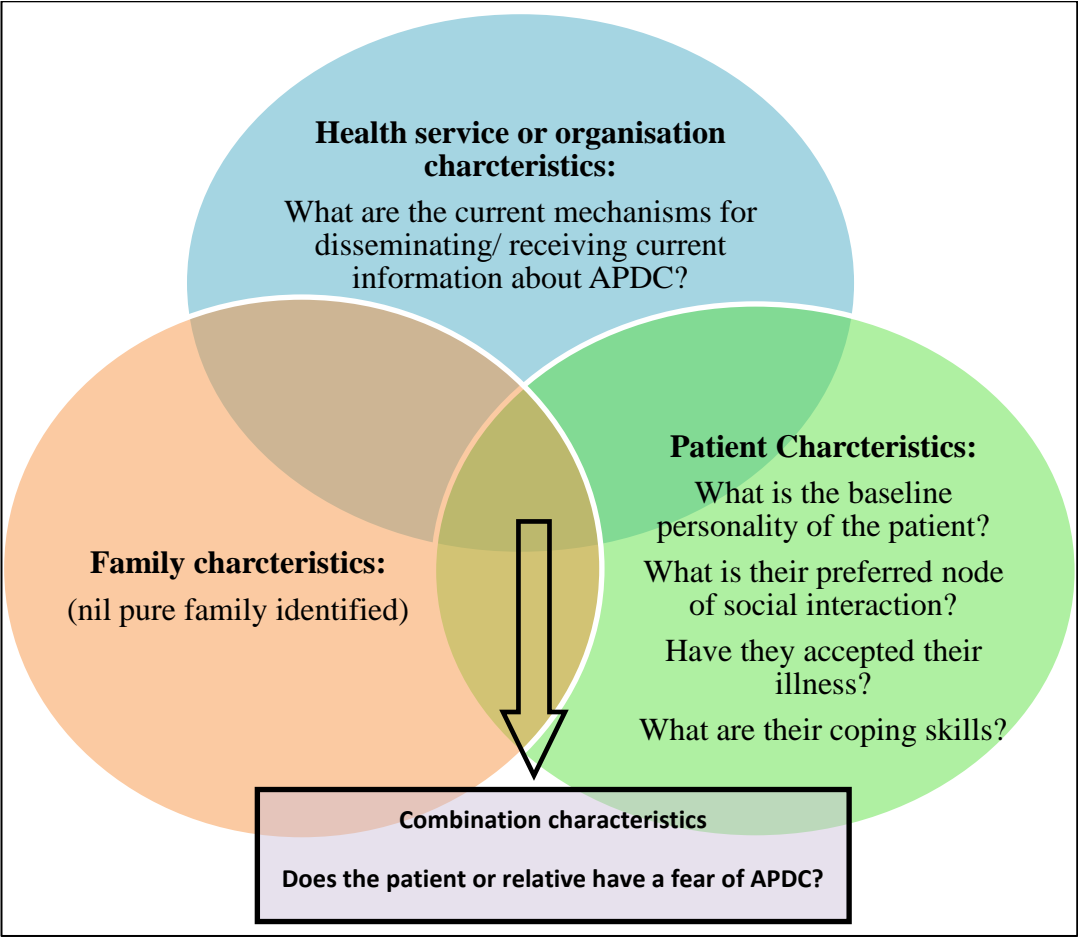 Health service or organisation
charcteristics:
What are the current mechanisms for
disseminating/ receiving current
information about APDC?
Patient Charcteristics:
What is the baseline
personality of the patient?
What is their preferred node
of social interaction?
Have they accepted their
illness?
What are their coping skills?
Family charcteristics:
(nil pure family identified)
Combination characteristics
Does the patient or relative have a fear of APDC?